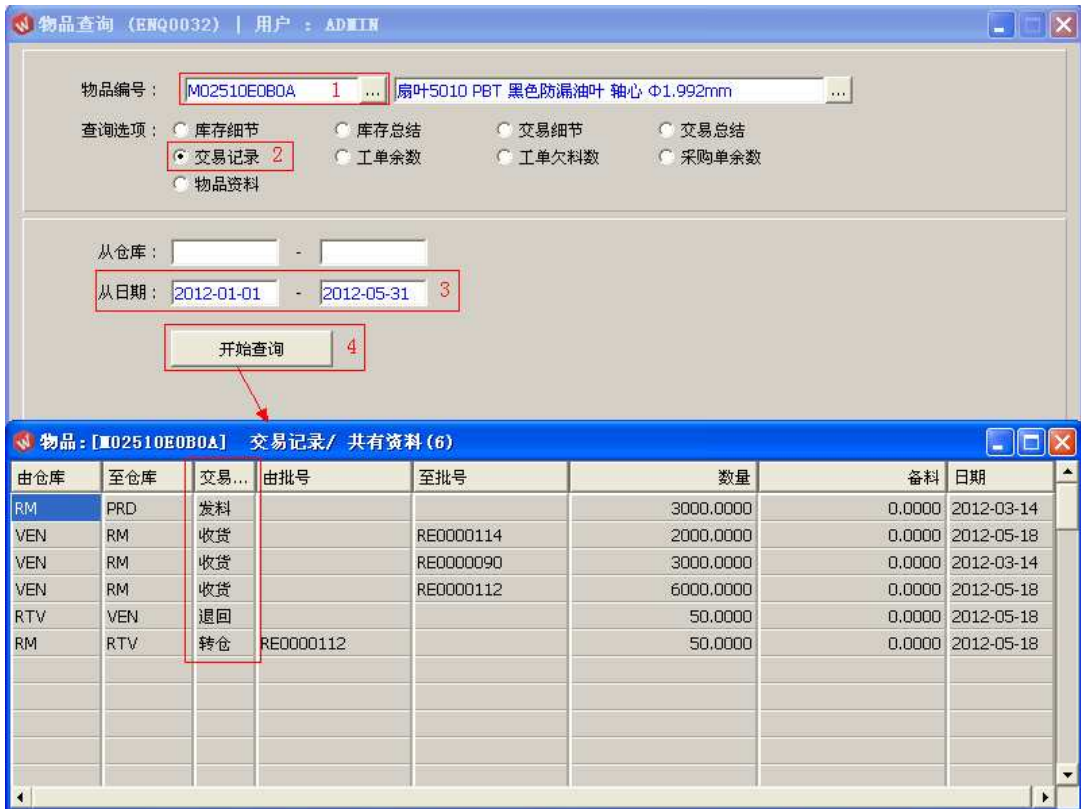 物品查询 (ENQ0032) | 用户 : ADMIN
物品编号： M02510E0B0A 1 ... 扇叶5010 PBT 黑色防漏油叶 轴心 Φ1.992mm ...
查询选项： 库存细节 库存总结 交易细节 交易总结
交易记录 2 工单余数 工单欠料数 采购单余数
物品资料
从仓库： -
从日期： 2012-01-01 - 2012-05-31 3
开始查询 4
物品:[M02510E0B0A] 交易记录/ 共有资料(6)
由仓库 至仓库 交易... 由批号 至批号 数量 备料 日期
RM PRD 发料 3000.0000 0.0000 2012-03-14
VEN RM 收货 RE0000114 2000.0000 0.0000 2012-05-18
VEN RM 收货 RE0000090 3000.0000 0.0000 2012-03-14
VEN RM 收货 RE0000112 6000.0000 0.0000 2012-05-18
RTV VEN 退回 50.0000 0.0000 2012-05-18
RM RTV 转仓 RE0000112 50.0000 0.0000 2012-05-18